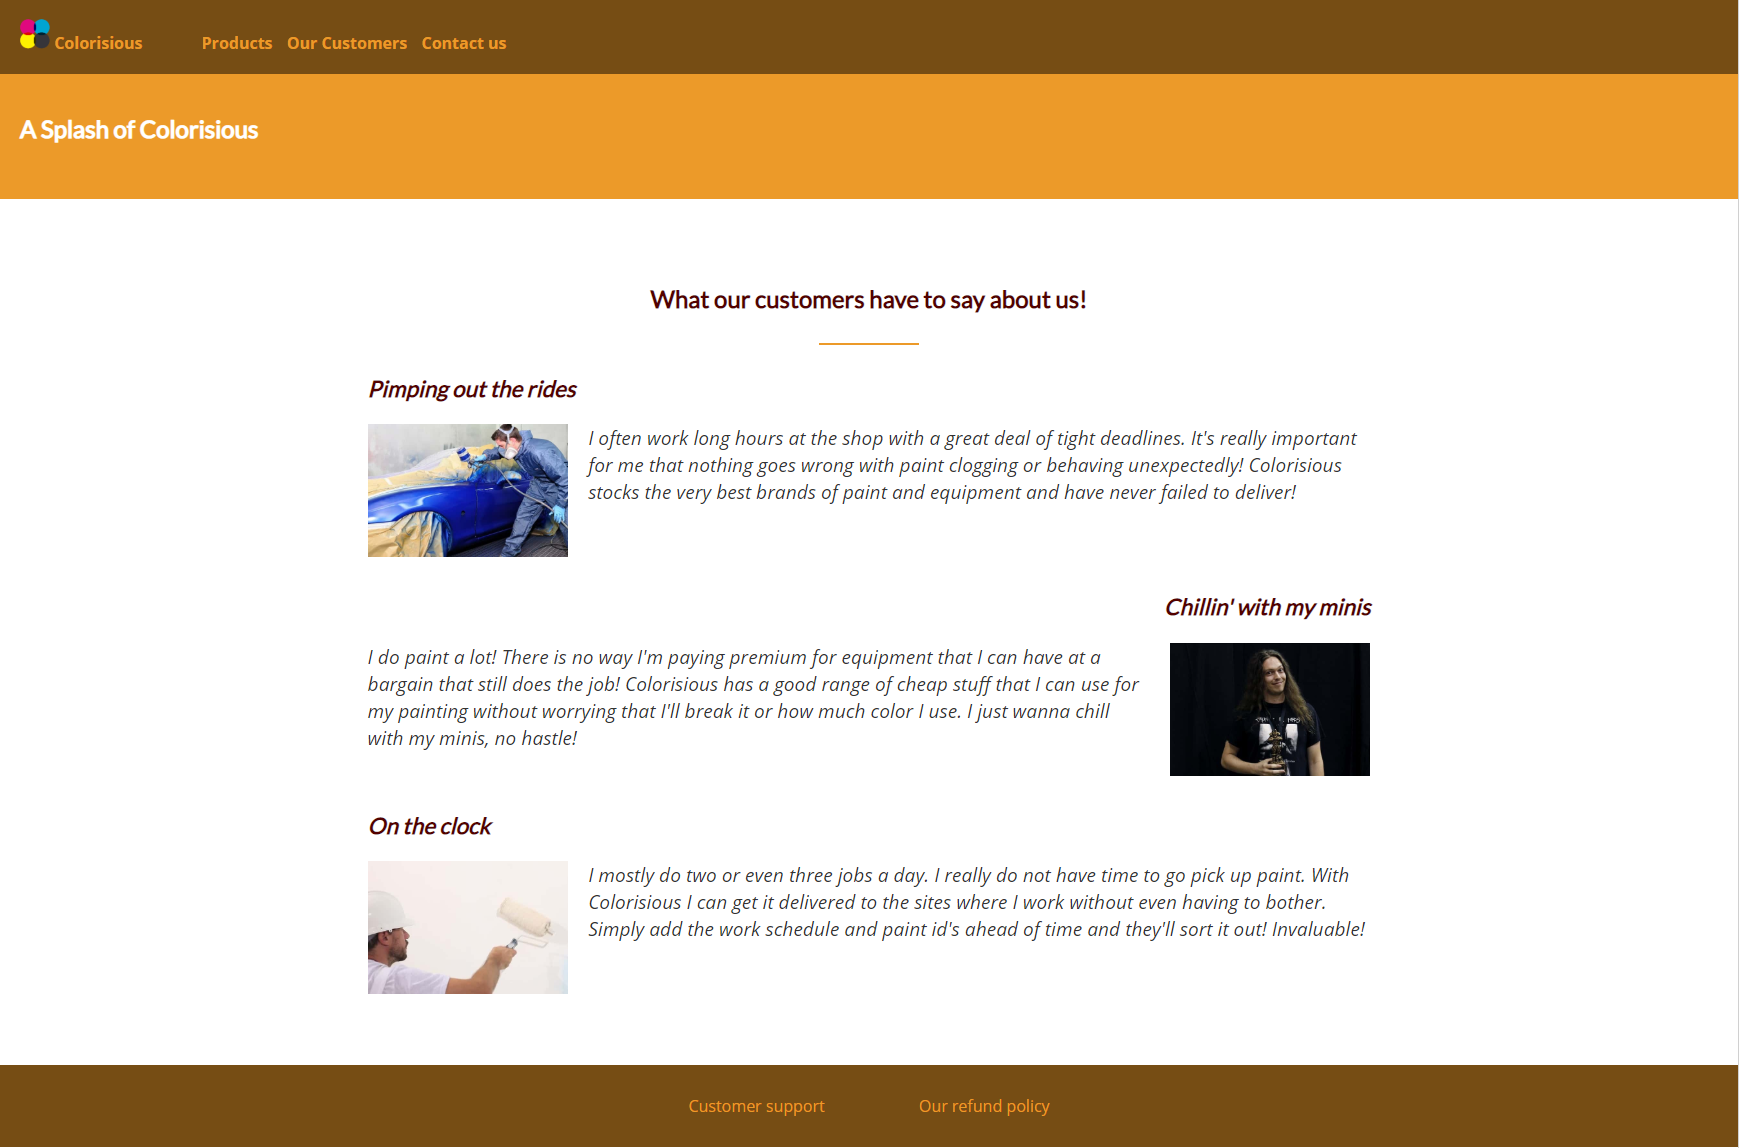 Colorisious Products Our Customers Contact us
A Splash of Colorisious
What our customers have to say about us!
Pimping out the rides
I often work long hours at the shop with a great deal of tight deadlines. It's really important
for me that nothing goes wrong with paint clogging or behaving unexpectedly! Colorisious
stocks the very best brands of paint and equipment and have never failed to deliver!
Chillin' with my minis
I do paint a lot! There is no way I'm paying premium for equipment that I can have at a
bargain that still does the job! Colorisious has a good range of cheap stuff that I can use for
my painting without worrying that I'll break it or how much color I use. I just wanna chill
with my minis, no hastle!
On the clock
I mostly do two or even three jobs a day. I really do not have time to go pick up paint. With
Colorisious I can get it delivered to the sites where I work without even having to bother.
Simply add the work schedule and paint id's ahead of time and they'll sort it out! Invaluable!
Customer support Our refund policy